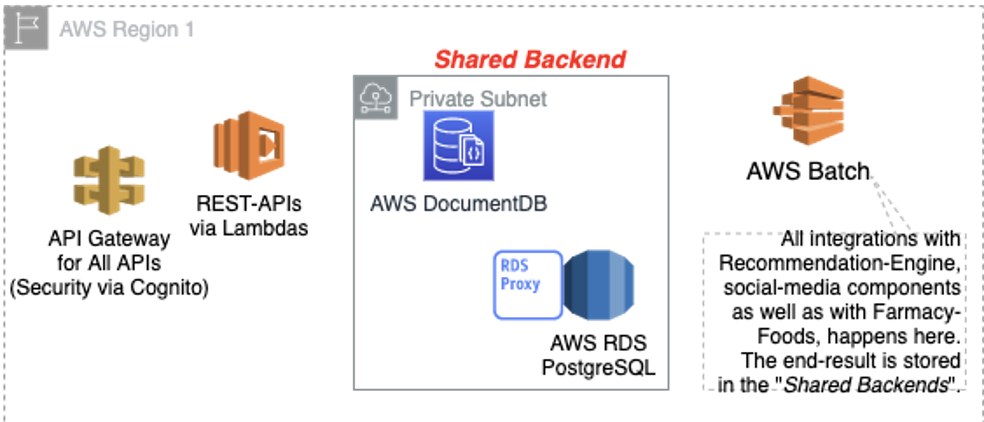 AWS Region 1
Shared Backend
Private Subnet
AWS DocumentDB
REST-APIs
via Lambdas
API Gateway
for All APIs
(Security via Cognito)
RDS
Proxy
AWS RDS
PostgreSQL
AWS Batch
All integrations with
Recommendation-Engine,
social-media components
as well as with Farmacy-
Foods, happens here.
The end-result is stored
in the "Shared Backends".